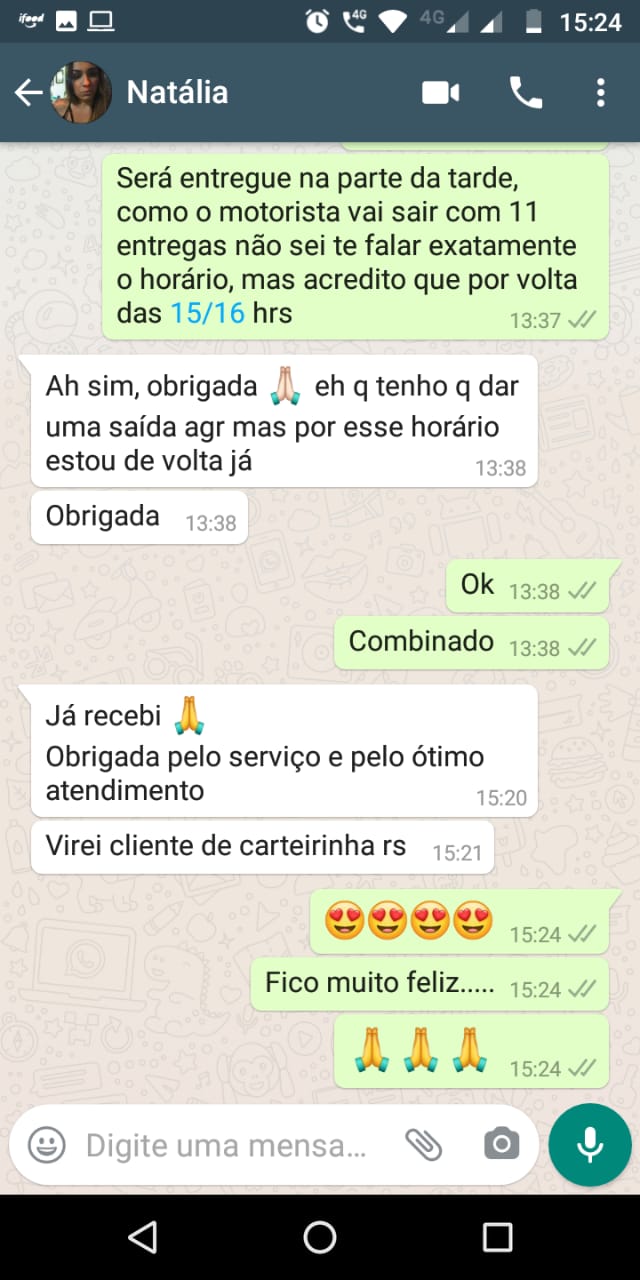 ifood
4G
4G
15:24
Natália
Será entregue na parte da tarde,
como o motorista vai sair com 11
entregas não sei te falar exatamente
o horário, mas acredito que por volta
das 15/16 hrs
13:37
Ah sim, obrigada 🙏🏻 eh q tenho q dar
uma saída agr mas por esse horário
estou de volta já
13:38
Obrigada 13:38
Ok 13:38
Combinado 13:38
Já recebi 🙏
Obrigada pelo serviço e pelo ótimo
atendimento
15:20
Virei cliente de carteirinha rs 15:21
😍😍😍😍 15:24
Fico muito feliz..... 15:24
🙏🙏🙏 15:24
Digite uma mensa...